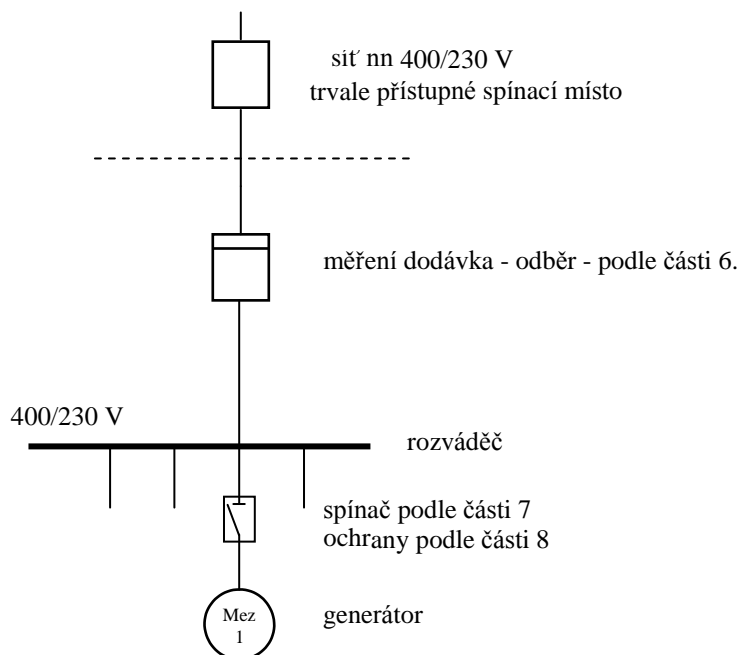 síť nn 400/230 V
trvale přístupné spínací místo
měření dodávka - odběr - podle části 6.
400/230 V
rozváděč
spínač podle části 7
ochrany podle části 8
generátor
Mez
1